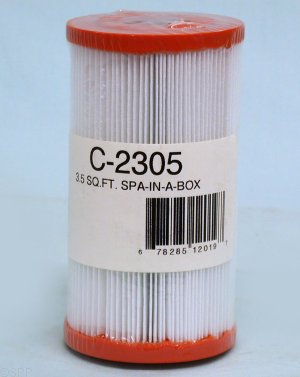 C-2305
3.5 SQ.FT. SPA-IN-A-BOX
6 78285 12019 7